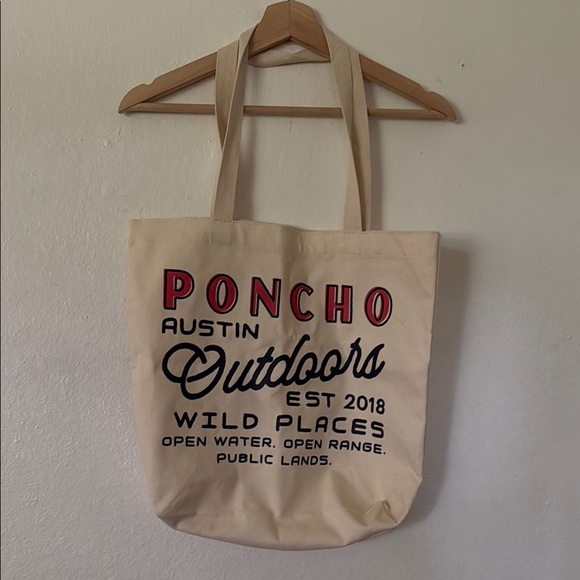 PONCHO
AUSTIN
Outdoors
EST 2018
WILD PLACES
OPEN WATER. OPEN RANGE.
PUBLIC LANDS.